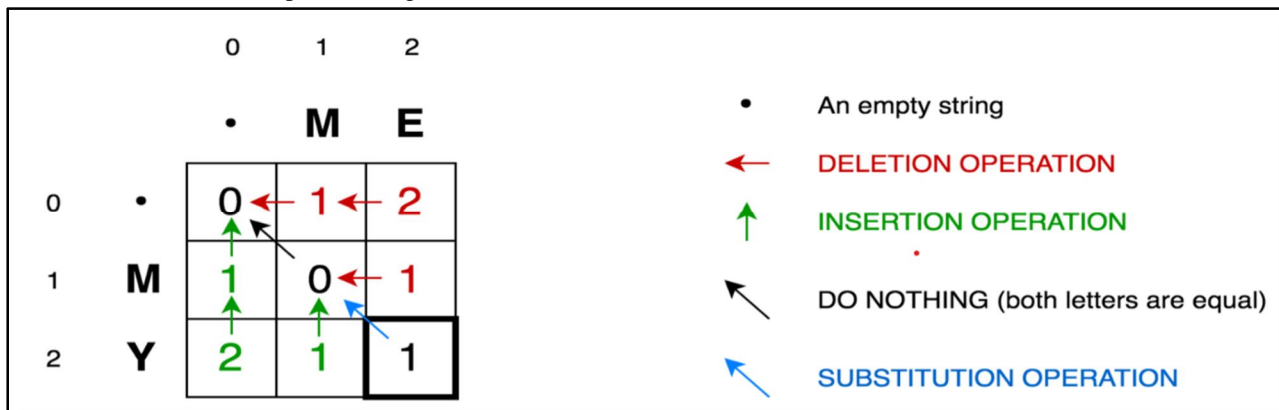 0 1 2
• M E
0 • 0 1 2
1 M 1 0 1
2 Y 2 1 1
• An empty string
DELETION OPERATION
INSERTION OPERATION
DO NOTHING (both letters are equal)
SUBSTITUTION OPERATION